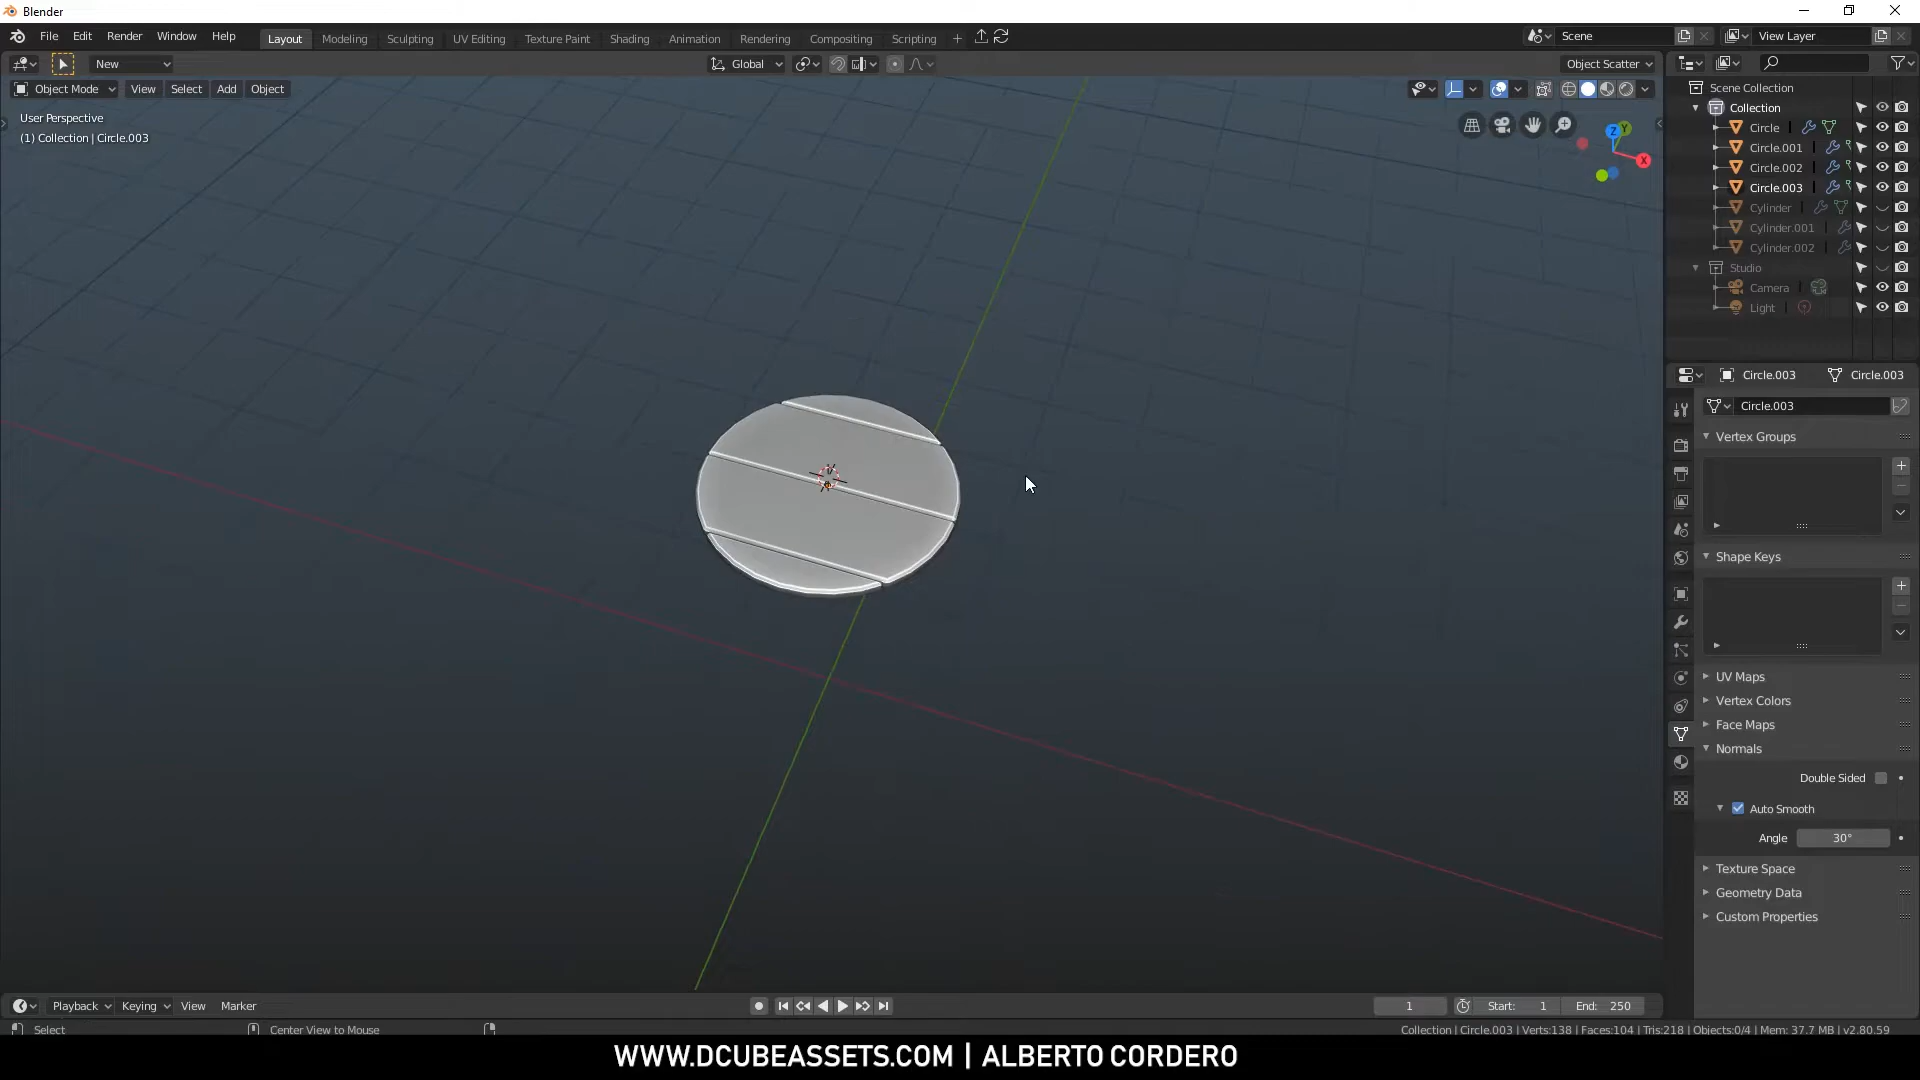 Blender
File Edit Render Window Help Layout Modeling Sculpting UV Editing Texture Paint Shading Animation Rendering Compositing Scripting + Scene View Layer
New Global Object Scatter
Object Mode View Select Add Object
User Perspective
(1) Collection | Circle.003
Z
Y
X
Scene Collection
Collection
Circle
Circle.001
Circle.002
Circle.003
Cylinder
Cylinder.001
Cylinder.002
Studio
Camera
Light
Circle.003 Circle.003
Circle.003
Vertex Groups
Shape Keys
UV Maps
Vertex Colors
Face Maps
Normals
Double Sided
Auto Smooth
Angle 30°
Texture Space
Geometry Data
Custom Properties
Playback Keying View Marker 1 Start: 1 End: 250
Select Center View to Mouse Collection | Circle.003 | Verts:138 | Faces:104 | Tris:218 | Objects:0/4 | Mem: 37.7 MB | v2.80.59
WWW.DCUBEASSETS.COM | ALBERTO CORDERO